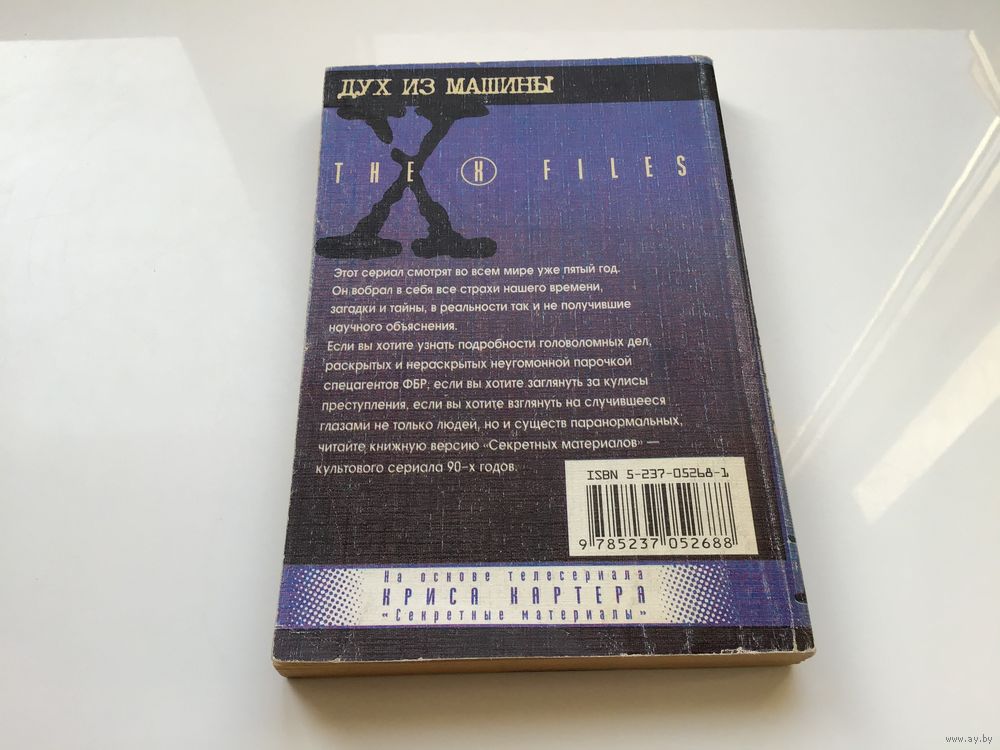 ДУХ ИЗ МАШИНЫ
THE X FILES
Этот сериал смотрят во всем мире уже пятый год.
Он вобрал в себя все страхи нашего времени,
загадки и тайны, в реальности так и не получившие
научного объяснения.
Если вы хотите узнать подробности головоломных дел,
раскрытых и нераскрытых неугомонной парочкой
спецагентов ФБР, если вы хотите заглянуть за кулисы
преступления, если вы хотите взглянуть на случившееся
глазами не только людей, но и существ паранормальных,
читайте книжную версию «Секретных материалов» —
культового сериала 90-х годов.
ISBN 5-237-05268-1
9 785237 052688
На основе телесериала
КРИСА КАРТЕРА
«Секретные материалы»
www.ay.by